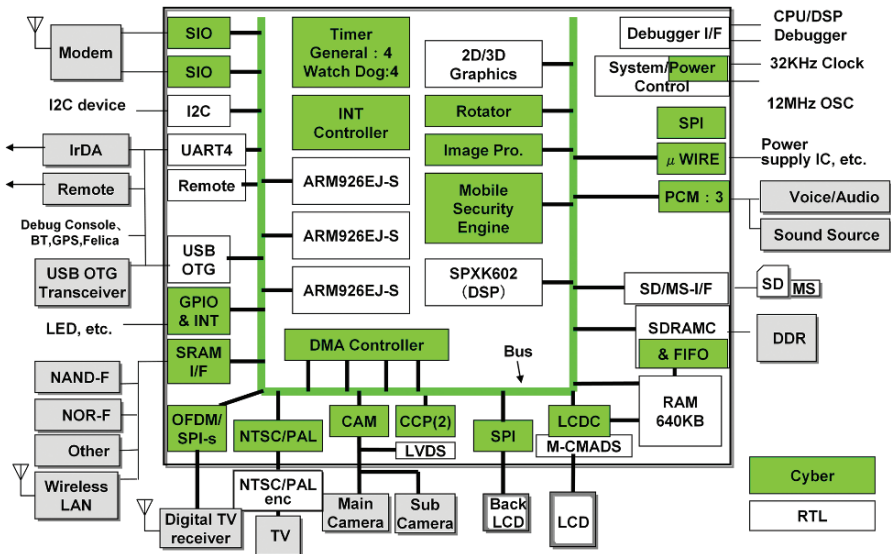 Modem
I2C device
IrDA
Remote
Debug Console、
BT,GPS,Felica
USB OTG
Transceiver
LED, etc.
NAND-F
NOR-F
Other
Wireless
LAN
SIO
SIO
I2C
UART4
Remote
USB
OTG
GPIO
& INT
SRAM
I/F
OFDM/
SPI-s
Timer
General : 4
Watch Dog:4
INT
Controller
ARM926EJ-S
ARM926EJ-S
ARM926EJ-S
DMA Controller
2D/3D
Graphics
Rotator
Image Pro.
Mobile
Security
Engine
SPXK602
(DSP)
Bus
Debugger I/F
System/Power
Control
SPI
μ WIRE
PCM : 3
SD/MS-I/F
SDRAMC
& FIFO
RAM
640KB
CPU/DSP
Debugger
32KHz Clock
12MHz OSC
Power
supply IC, etc.
Voice/Audio
Sound Source
SD
MS
DDR
NTSC/PAL
CAM
CCP(2)
SPI
LCDC
LVDS
M-CMADS
NTSC/PAL
enc
Digital TV
receiver
TV
Main
Camera
Sub
Camera
Back
LCD
LCD
Cyber
RTL